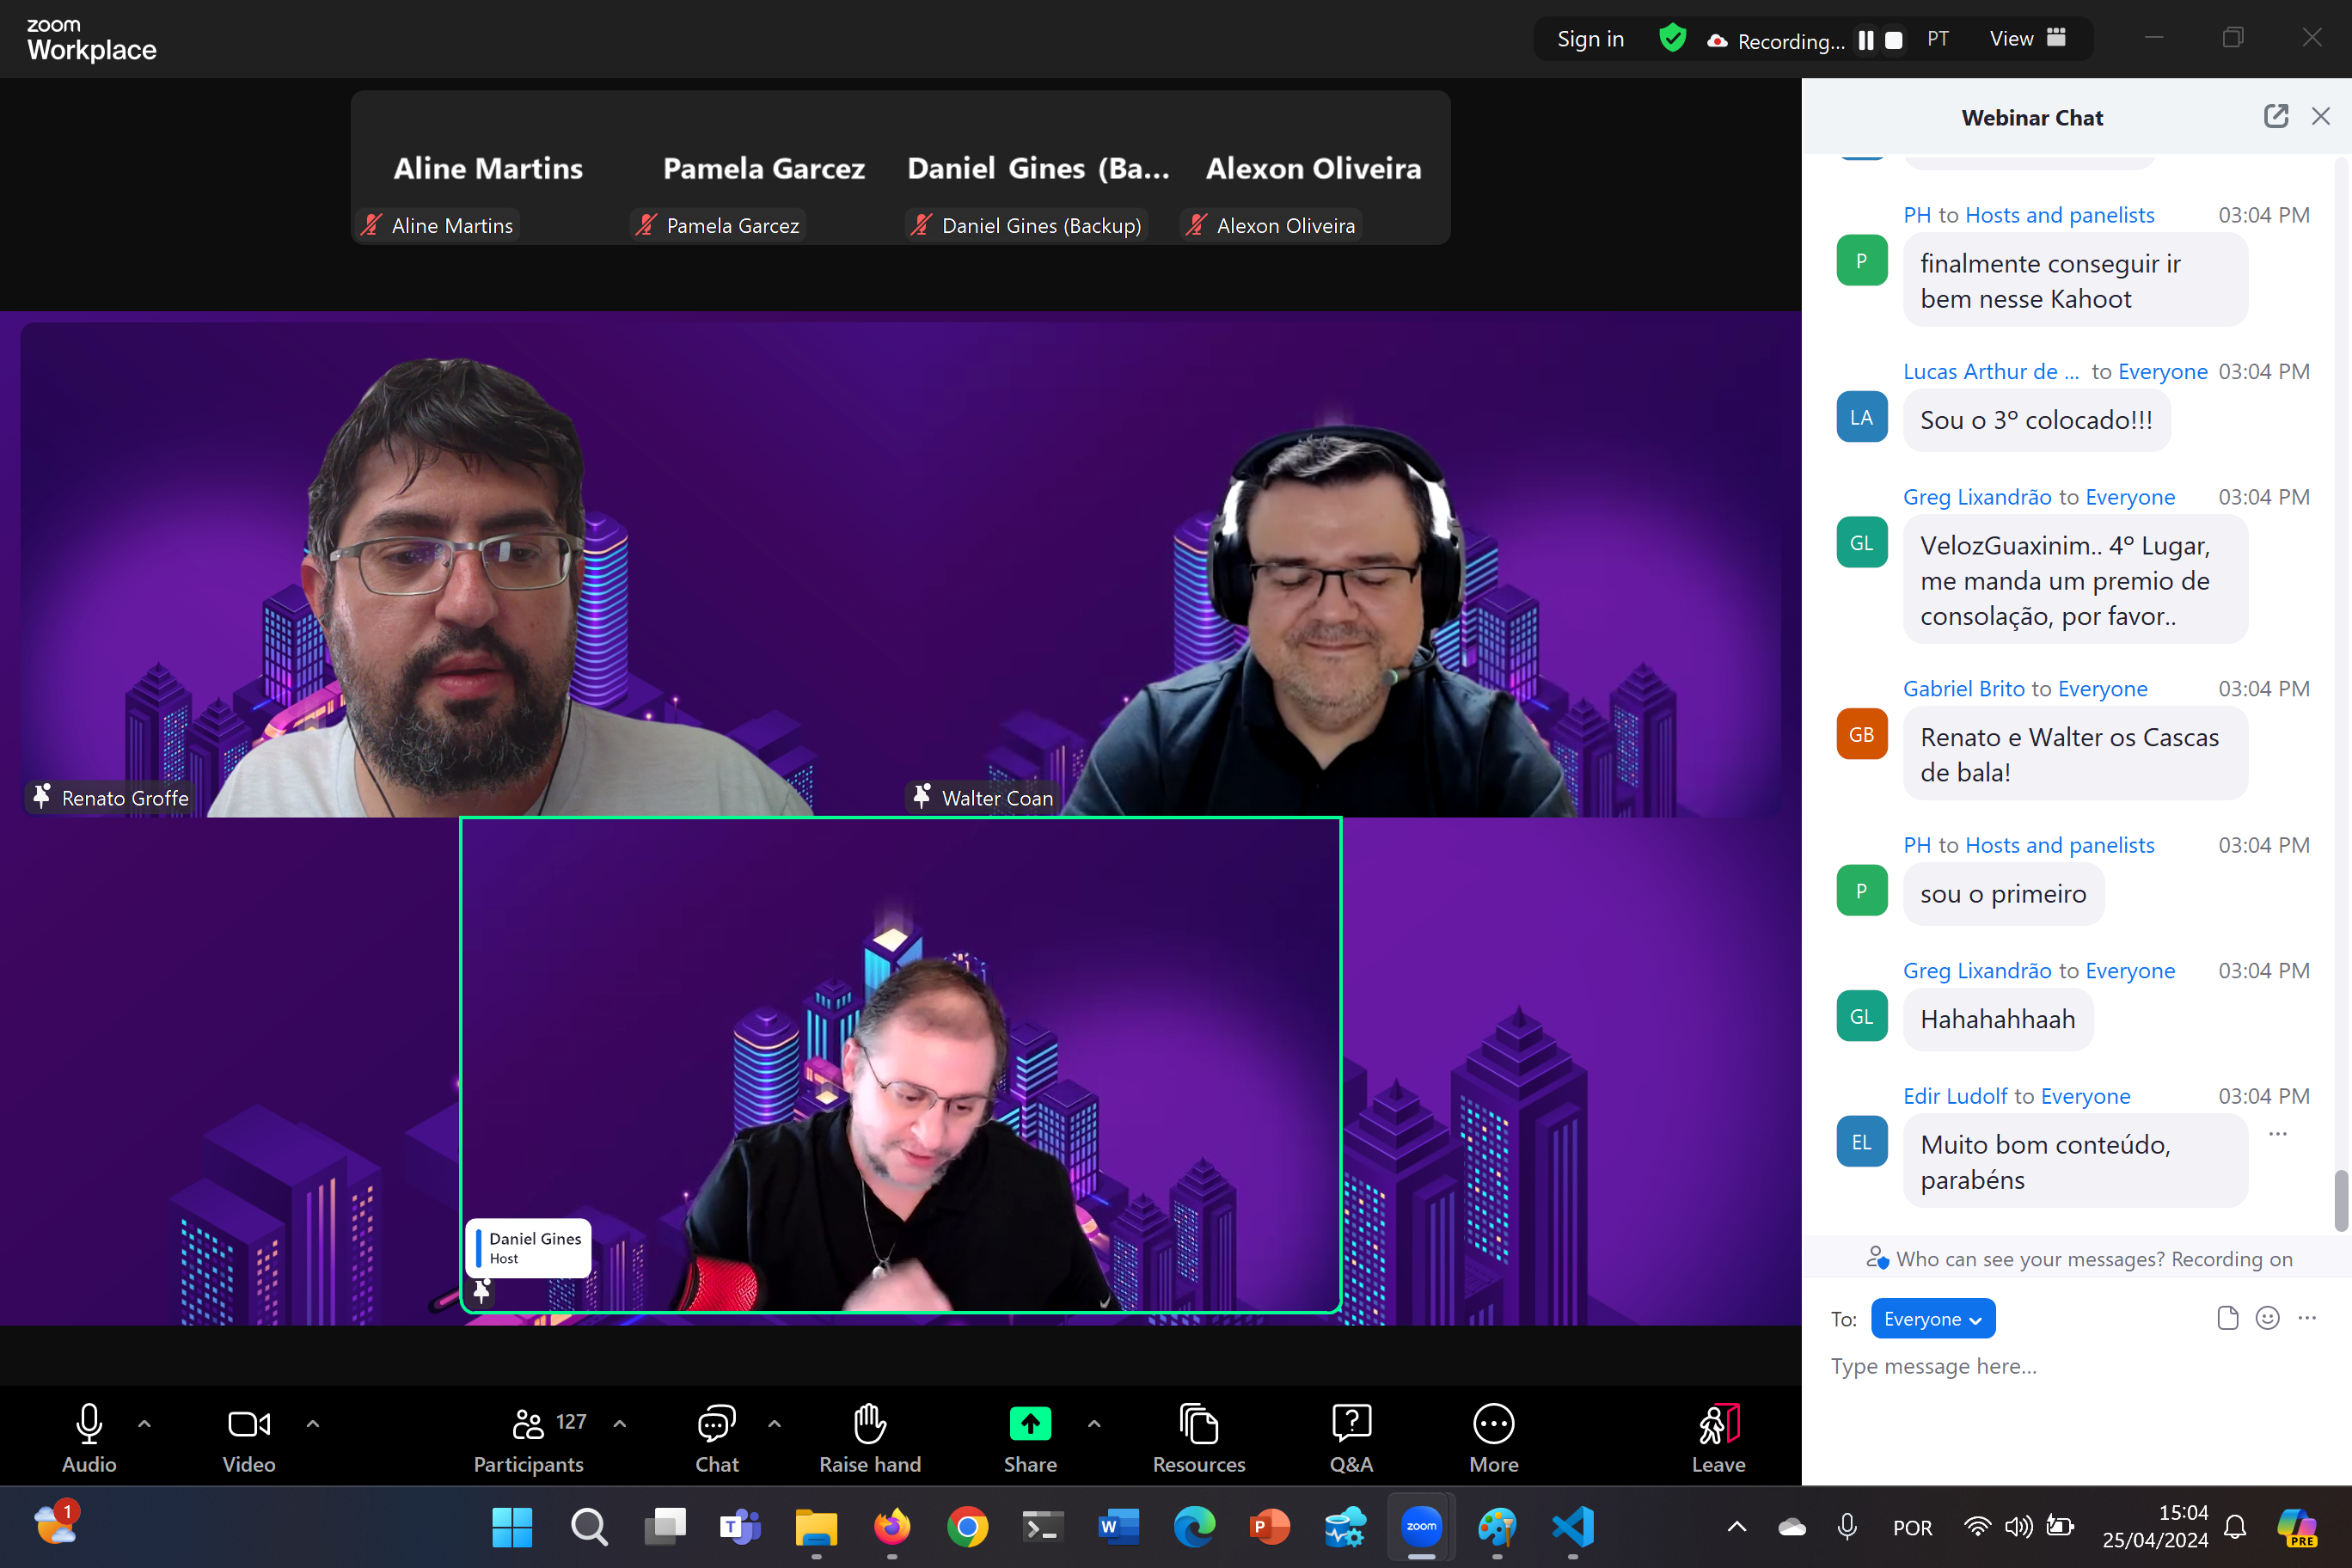 zoom
Workplace
Sign in
Recording...
PT
View
Aline Martins
Pamela Garcez
Daniel Gines (Ba...
Alexon Oliveira
Aline Martins
Pamela Garcez
Daniel Gines (Backup)
Alexon Oliveira
Renato Groffe
Walter Coan
Daniel Gines
Host
Webinar Chat
PH to Hosts and panelists 03:04 PM
P
finalmente conseguir ir
bem nesse Kahoot
Lucas Arthur de ... to Everyone 03:04 PM
LA
Sou o 3º colocado!!!
Greg Lixandrão to Everyone 03:04 PM
GL
VelozGuaxinim.. 4º Lugar,
me manda um premio de
consolação, por favor..
Gabriel Brito to Everyone 03:04 PM
GB
Renato e Walter os Cascas
de bala!
PH to Hosts and panelists 03:04 PM
P
sou o primeiro
Greg Lixandrão to Everyone 03:04 PM
GL
Hahahahhaah
Edir Ludolf to Everyone 03:04 PM
EL
Muito bom conteúdo,
parabéns
Who can see your messages? Recording on
To: Everyone
Type message here...
Audio
Video
127
Participants
Chat
Raise hand
Share
Resources
Q&A
More
Leave
1
T
W
P
zoom
POR
15:04
25/04/2024
PRE